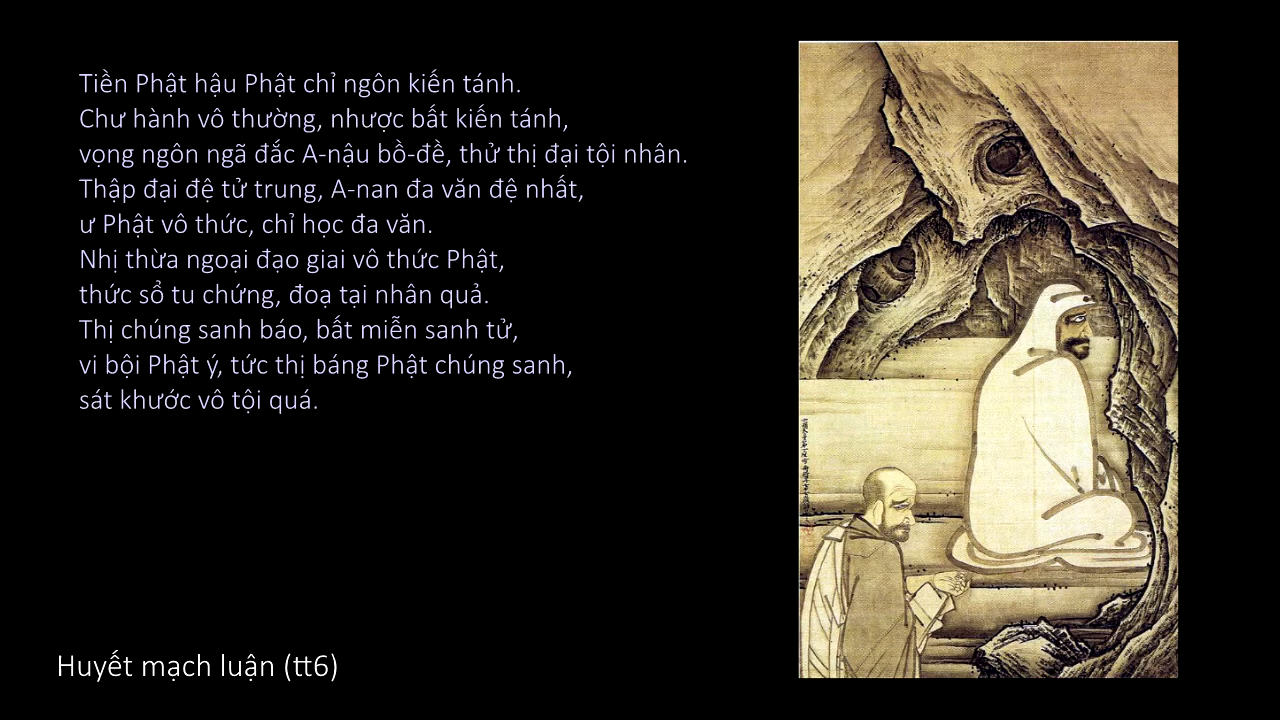 Tiền Phật hậu Phật chỉ ngôn kiến tánh.
Chư hành vô thường, nhược bất kiến tánh,
vọng ngôn ngã đắc A-nậu bồ-đề, thử thị đại tội nhân.
Thập đại đệ tử trung, A-nan đa văn đệ nhất,
ư Phật vô thức, chỉ học đa văn.
Nhị thừa ngoại đạo giai vô thức Phật,
thức sổ tu chứng, đoạ tại nhân quả.
Thị chúng sanh báo, bất miễn sanh tử,
vi bội Phật ý, tức thị báng Phật chúng sanh,
sát khước vô tội quá.
Huyết mạch luận (tt6)